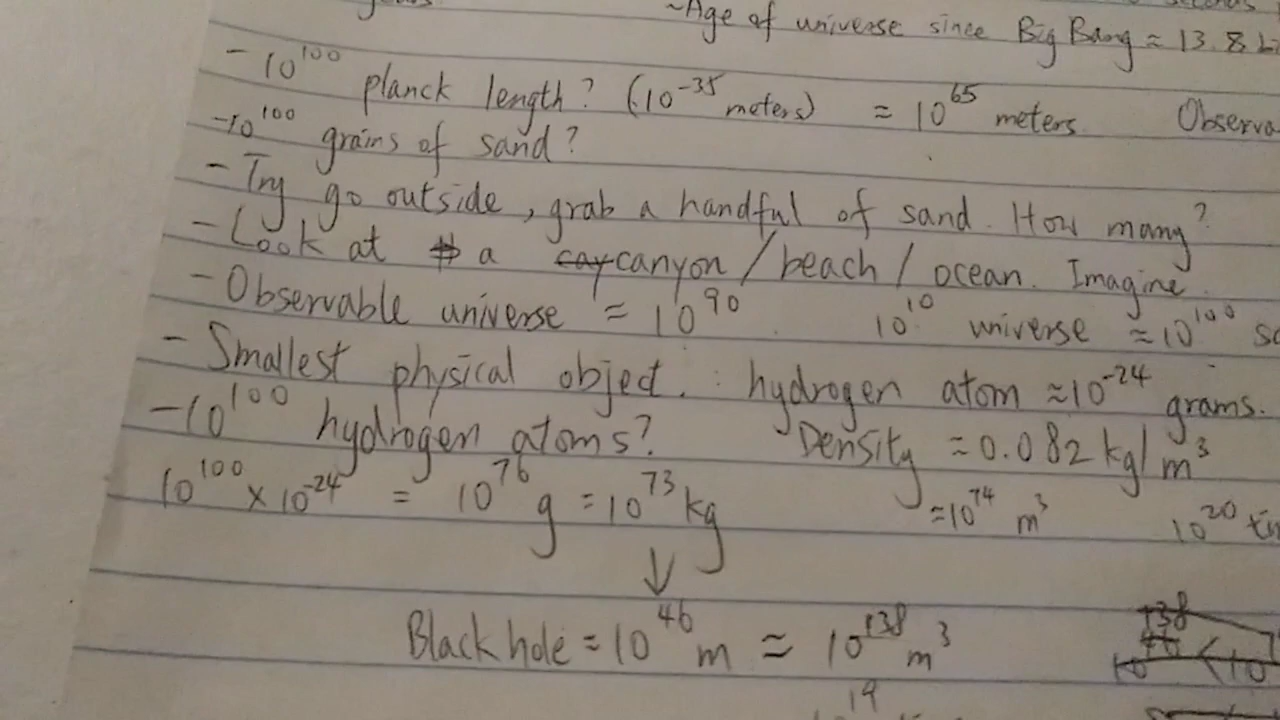 ~Age of universe since Big Bang ≈ 13.8
- 10^100 planck length? (10^-35 meters) ≈ 10^65 meters
-10^100 grains of sand?
- Try go outside, grab a handful of sand. How many?
- Look at a canyon / beach / ocean. Imagine.
- Observable universe ≈ 10^90. 10^10 universe ≈ 10^100
- Smallest physical object. : hydrogen atom ≈ 10^-24 grams.
- 10^100 hydrogen atoms? Density ≈ 0.082 kg/m^3
10^100 × 10^-24 = 10^76 g = 10^73 kg ≈ 10^74 m^3 10^20
↓
Black hole = 10^46 m ≈ 10^138 m^3
19